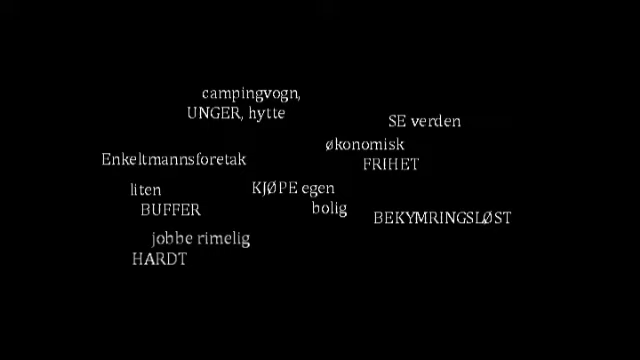 campingvogn,
UNGER, hytte
SE verden
økonomisk
FRIHET
Enkeltmannsforetak
liten
BUFFER
KJØPE egen
bolig
BEKYMRINGSLØST
jobbe rimelig
HARDT